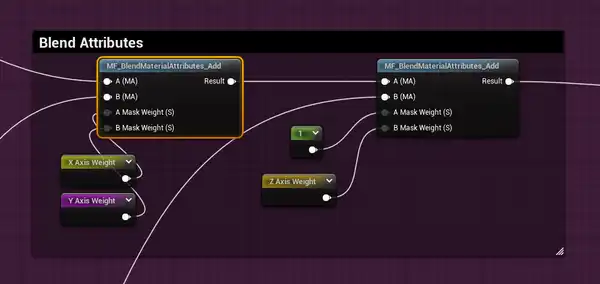 Blend Attributes
MF_BlendMaterialAttributes_Add
A (MA) Result
B (MA)
A Mask Weight (S)
B Mask Weight (S)
X Axis Weight
Y Axis Weight
MF_BlendMaterialAttributes_Add
A (MA) Result
B (MA)
A Mask Weight (S)
B Mask Weight (S)
1
Z Axis Weight